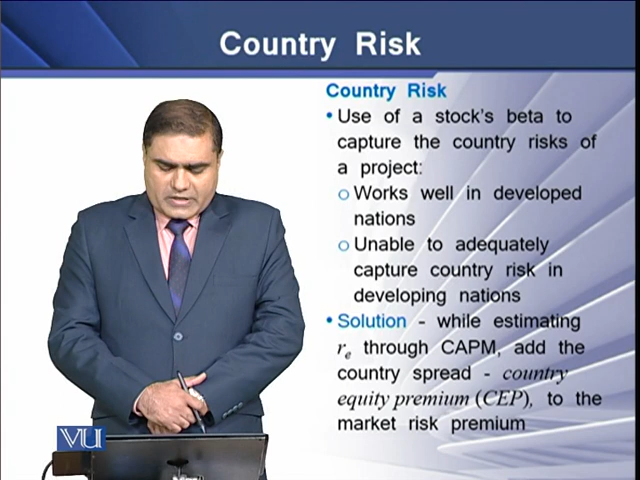 Country Risk
Country Risk
• Use of a stock's beta to
capture the country risks of
a project:
o Works well in developed
nations
o Unable to adequately
capture country risk in
developing nations
• Solution - while estimating
re through CAPM, add the
country spread - country
equity premium (CEP), to the
market risk premium
VU